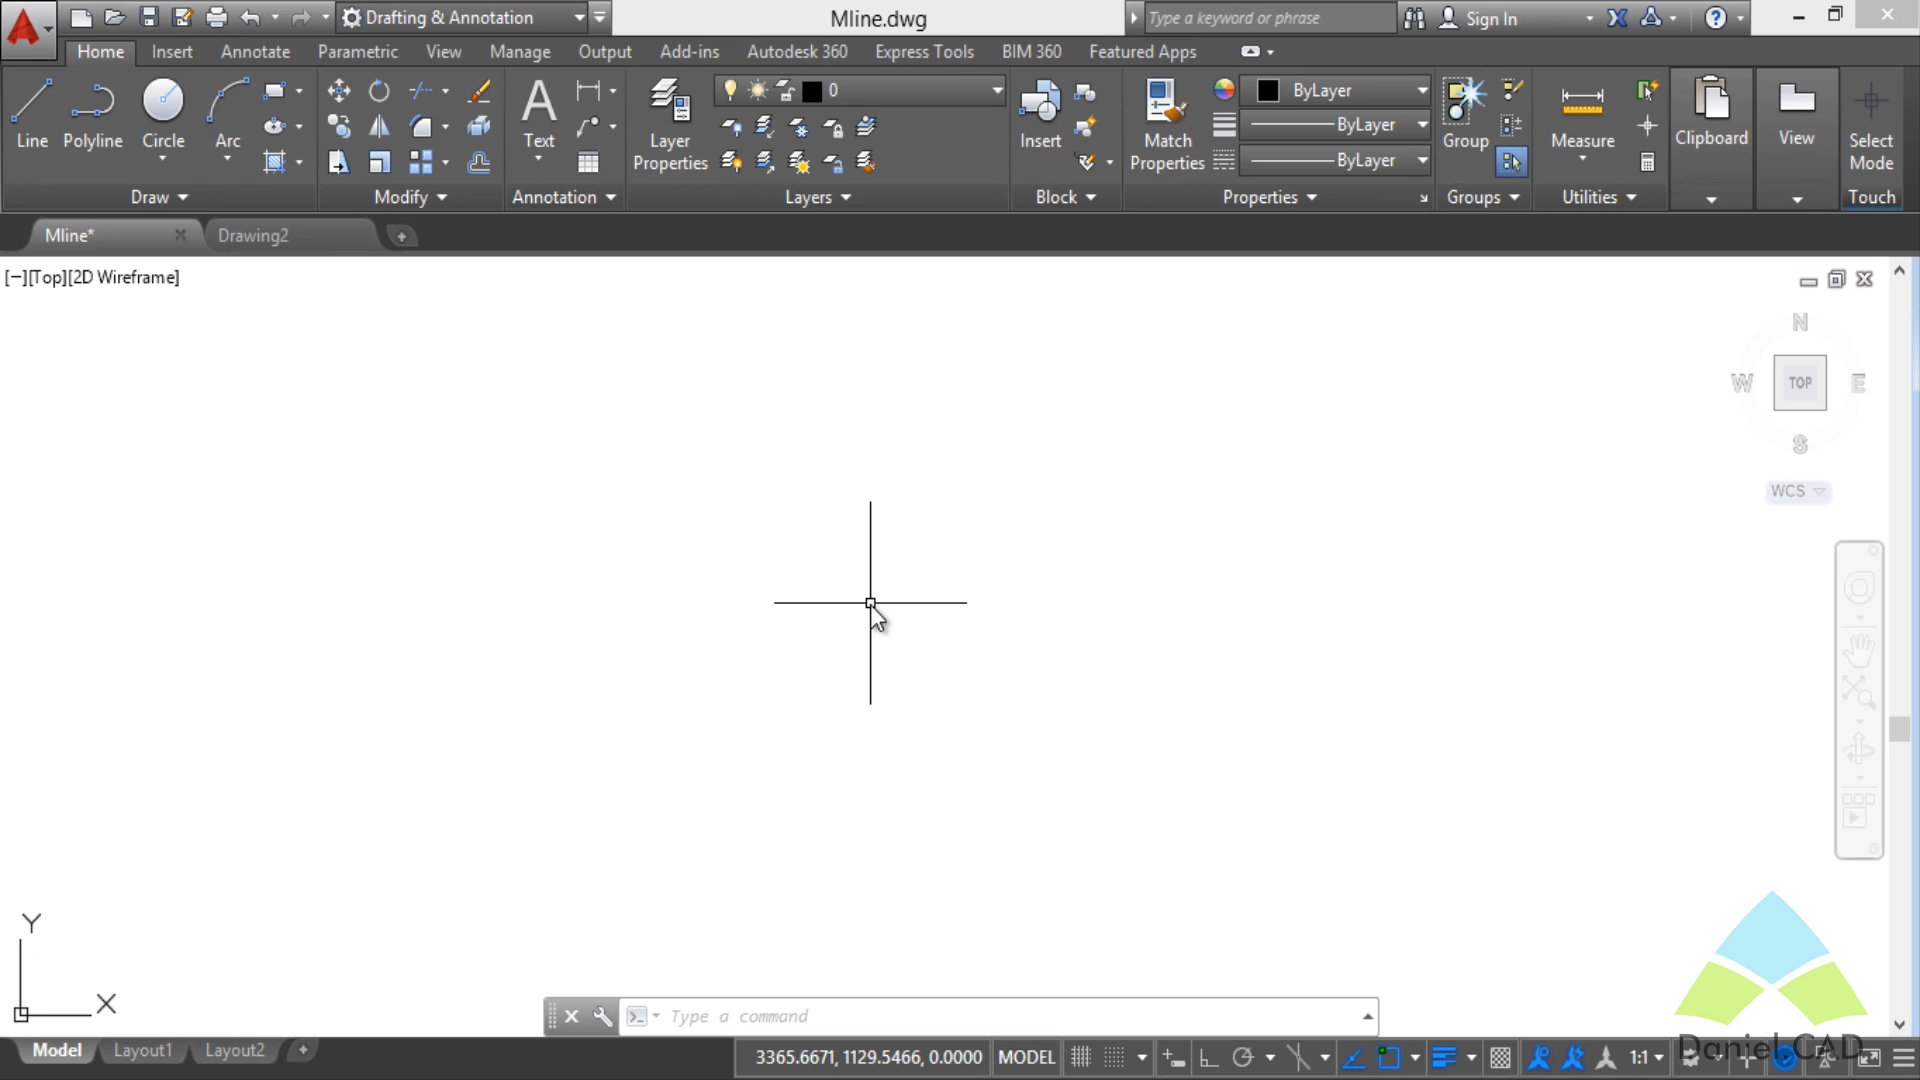 Drafting & Annotation
Mline.dwg
Type a keyword or phrase
Sign In
Home Insert Annotate Parametric View Manage Output Add-ins Autodesk 360 Express Tools BIM 360 Featured Apps
Line
Polyline
Circle
Arc
Draw
Modify
Text
Annotation
Layer
Properties
0
Layers
Insert
Block
Match
Properties
ByLayer
ByLayer
ByLayer
Properties
Group
Groups
Measure
Utilities
Clipboard
View
Select
Mode
Touch
Mline*
Drawing2
[−][Top][2D Wireframe]
N
W
TOP
E
S
WCS
Y
X
Type a command
Model
Layout1
Layout2
3365.6671, 1129.5466, 0.0000
MODEL
1:1
Daniel CAD